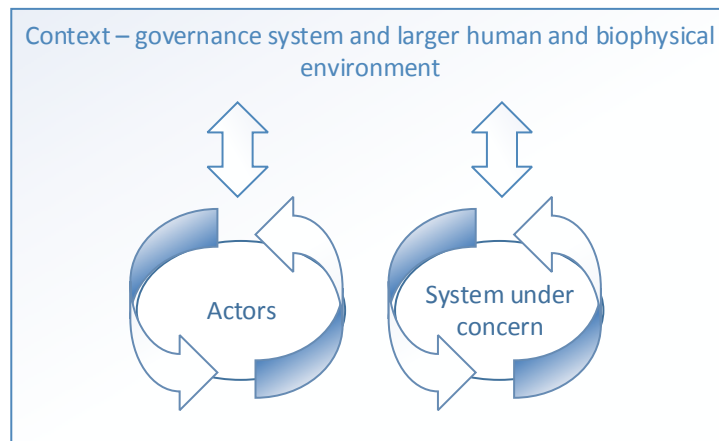 Context – governance system and larger human and biophysical
environment
Actors
System under
concern